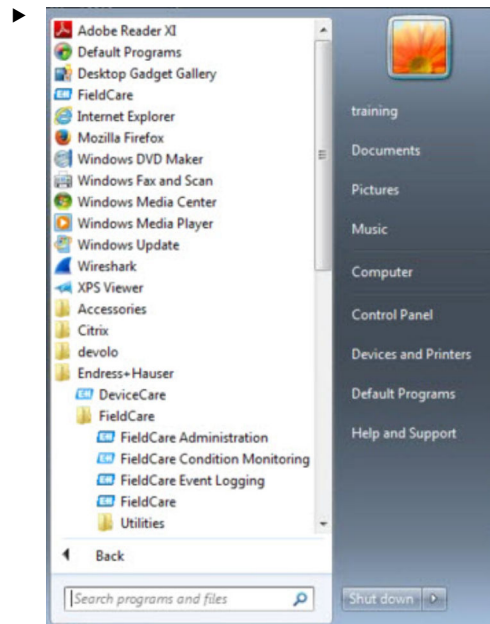 Adobe Reader XI
Default Programs
Desktop Gadget Gallery
FieldCare
Internet Explorer
Mozilla Firefox
Windows DVD Maker
Windows Fax and Scan
Windows Media Center
Windows Media Player
Windows Update
Wireshark
XPS Viewer
Accessories
Citrix
devolo
Endress+Hauser
DeviceCare
FieldCare
FieldCare Administration
FieldCare Condition Monitoring
FieldCare Event Logging
FieldCare
Utilities
Back
Search programs and files
training
Documents
Pictures
Music
Computer
Control Panel
Devices and Printers
Default Programs
Help and Support
Shut down